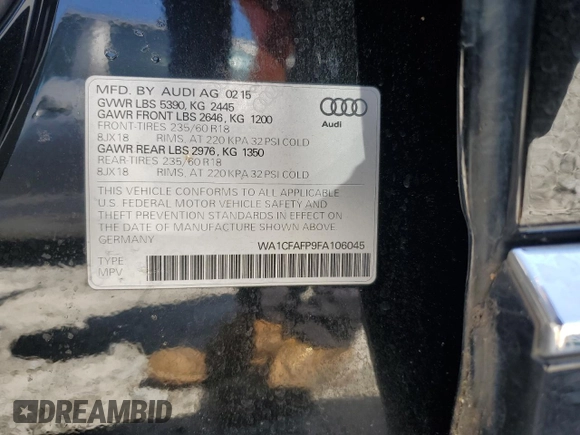 MFD. BY AUDI AG 02 15
GVWR LBS 5390, KG 2445
GAWR FRONT LBS 2646, KG 1200
FRONT-TIRES 235/60 R18
8JX18 RIMS, AT 220 KPA 32 PSI COLD
GAWR REAR LBS 2976, KG 1350
REAR-TIRES 235/60 R18
8JX18 RIMS, AT 220 KPA 32 PSI COLD
Audi
THIS VEHICLE CONFORMS TO ALL APPLICABLE
U.S. FEDERAL MOTOR VEHICLE SAFETY AND
THEFT PREVENTION STANDARDS IN EFFECT ON
THE DATE OF MANUFACTURE SHOWN ABOVE
GERMANY
WA1CFAFP9FA106045
TYPE
MPV
DREAMBID